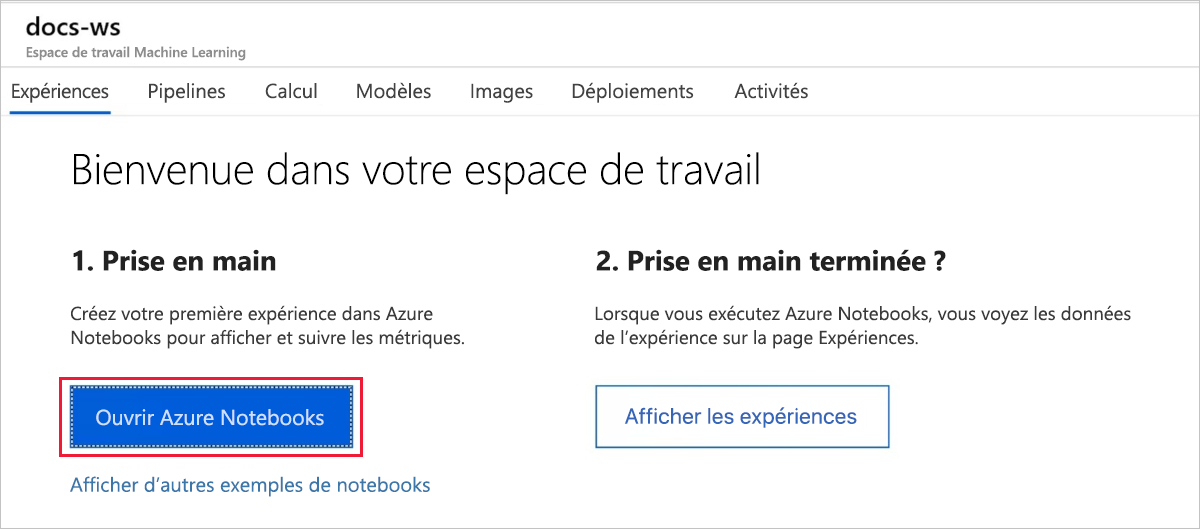 docs-ws
Espace de travail Machine Learning
Expériences Pipelines Calcul Modèles Images Déploiements Activités
Bienvenue dans votre espace de travail
1. Prise en main
Créez votre première expérience dans Azure
Notebooks pour afficher et suivre les métriques.
Ouvrir Azure Notebooks
Afficher d’autres exemples de notebooks
2. Prise en main terminée ?
Lorsque vous exécutez Azure Notebooks, vous voyez les données
de l’expérience sur la page Expériences.
Afficher les expériences